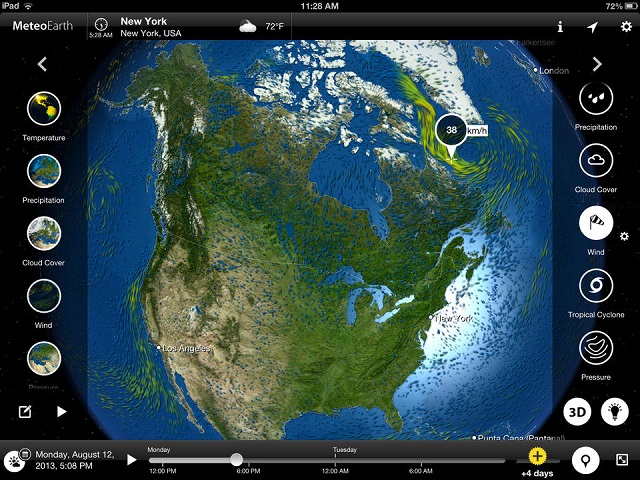 iPad
11:28 AM
72%
MeteoEarth
5:28 AM
New York
New York, USA
72°F
i
Falkensee
London
Temperature
Precipitation
Cloud Cover
Wind
Pressure
38 km/h
New York
Los Angeles
Punta Cana (Pantanal)
Precipitation
Cloud Cover
Wind
Tropical Cyclone
Pressure
3D
Monday, August 12,
2013, 5:08 PM
Monday
Tuesday
12:00 PM
6:00 PM
12:00 AM
6:00 AM
+4 days